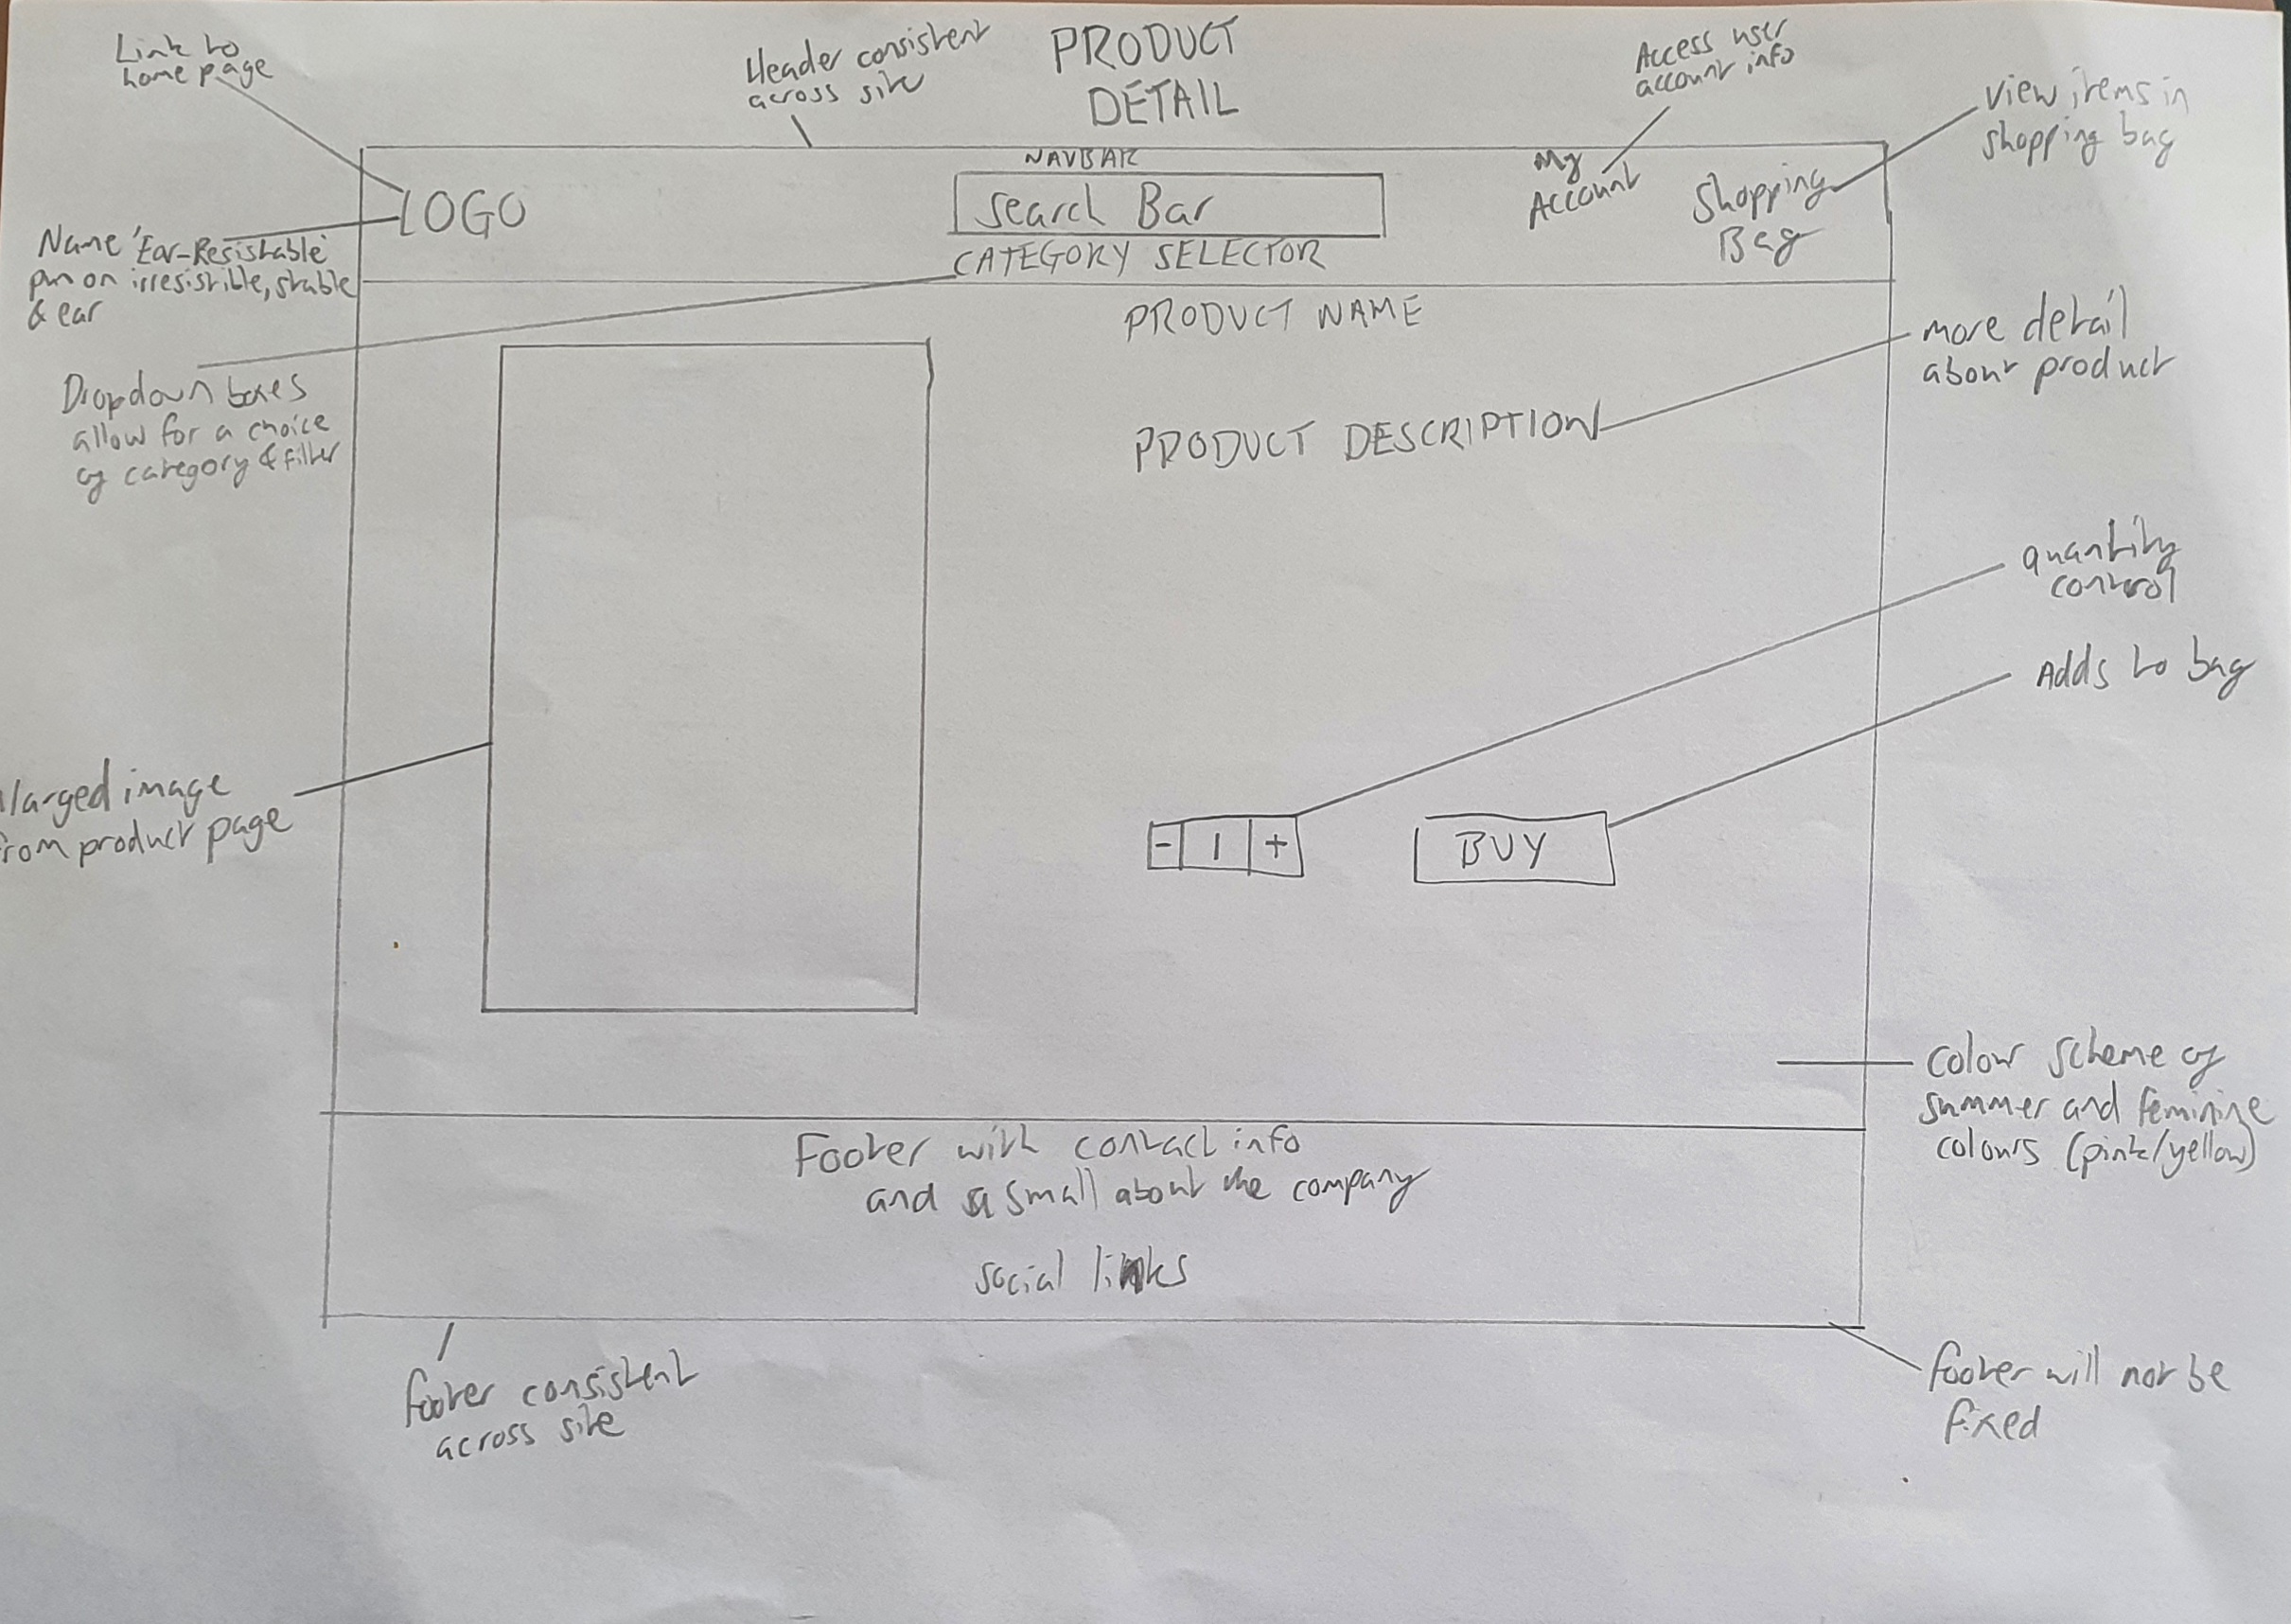 Link to
home page
Header consistent
across site
PRODUCT
DETAIL
Access user
account info
View items in
shopping bag
NAVBAR
LOGO
Search Bar
My
Account
Shopping
Bag
CATEGORY SELECTOR
Name 'Ear-Resistable'
pun on irresistible, stable
& ear
PRODUCT NAME
more detail
about product
Dropdown boxes
allow for a choice
of category & filter
PRODUCT DESCRIPTION
quantity
control
Adds to bag
nlarged image
from product page
- 1 +
BUY
Colour scheme of
summer and feminine
colours (pink/yellow)
Footer with contact info
and a small about the company
social links
footer consistent
across site
footer will not be
fixed